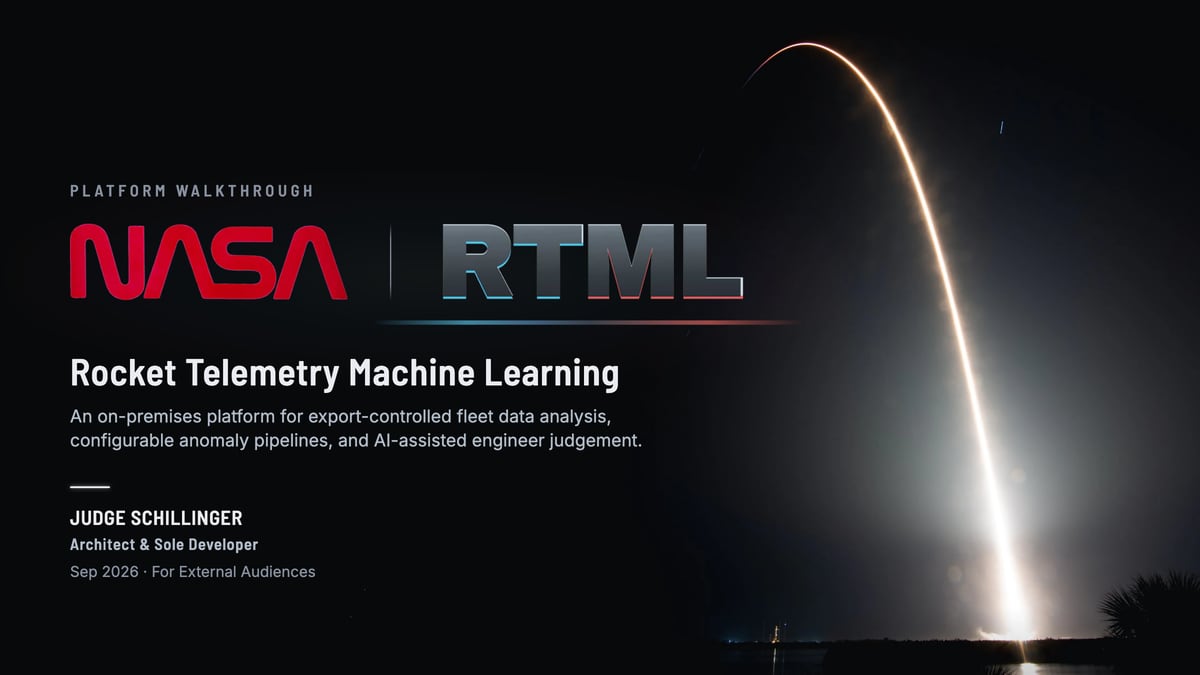 PLATFORM WALKTHROUGH
NASA RTML
Rocket Telemetry Machine Learning
An on-premises platform for export-controlled fleet data analysis,
configurable anomaly pipelines, and AI-assisted engineer judgement.
JUDGE SCHILLINGER
Architect & Sole Developer
Sep 2026 · For External Audiences